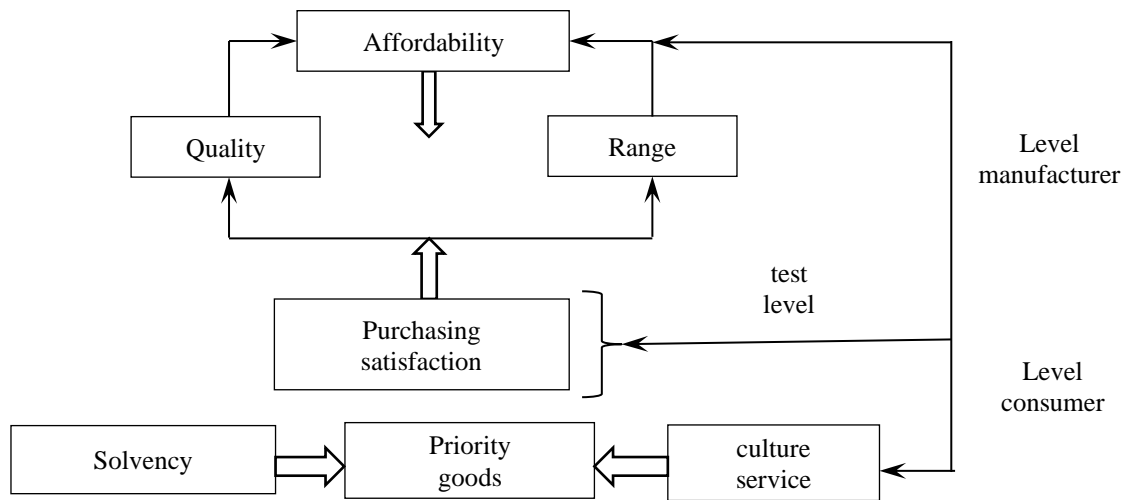 Affordability
Quality
Range
Level
manufacturer
test
level
Purchasing
satisfaction
Level
consumer
Solvency
Priority
goods
culture
service